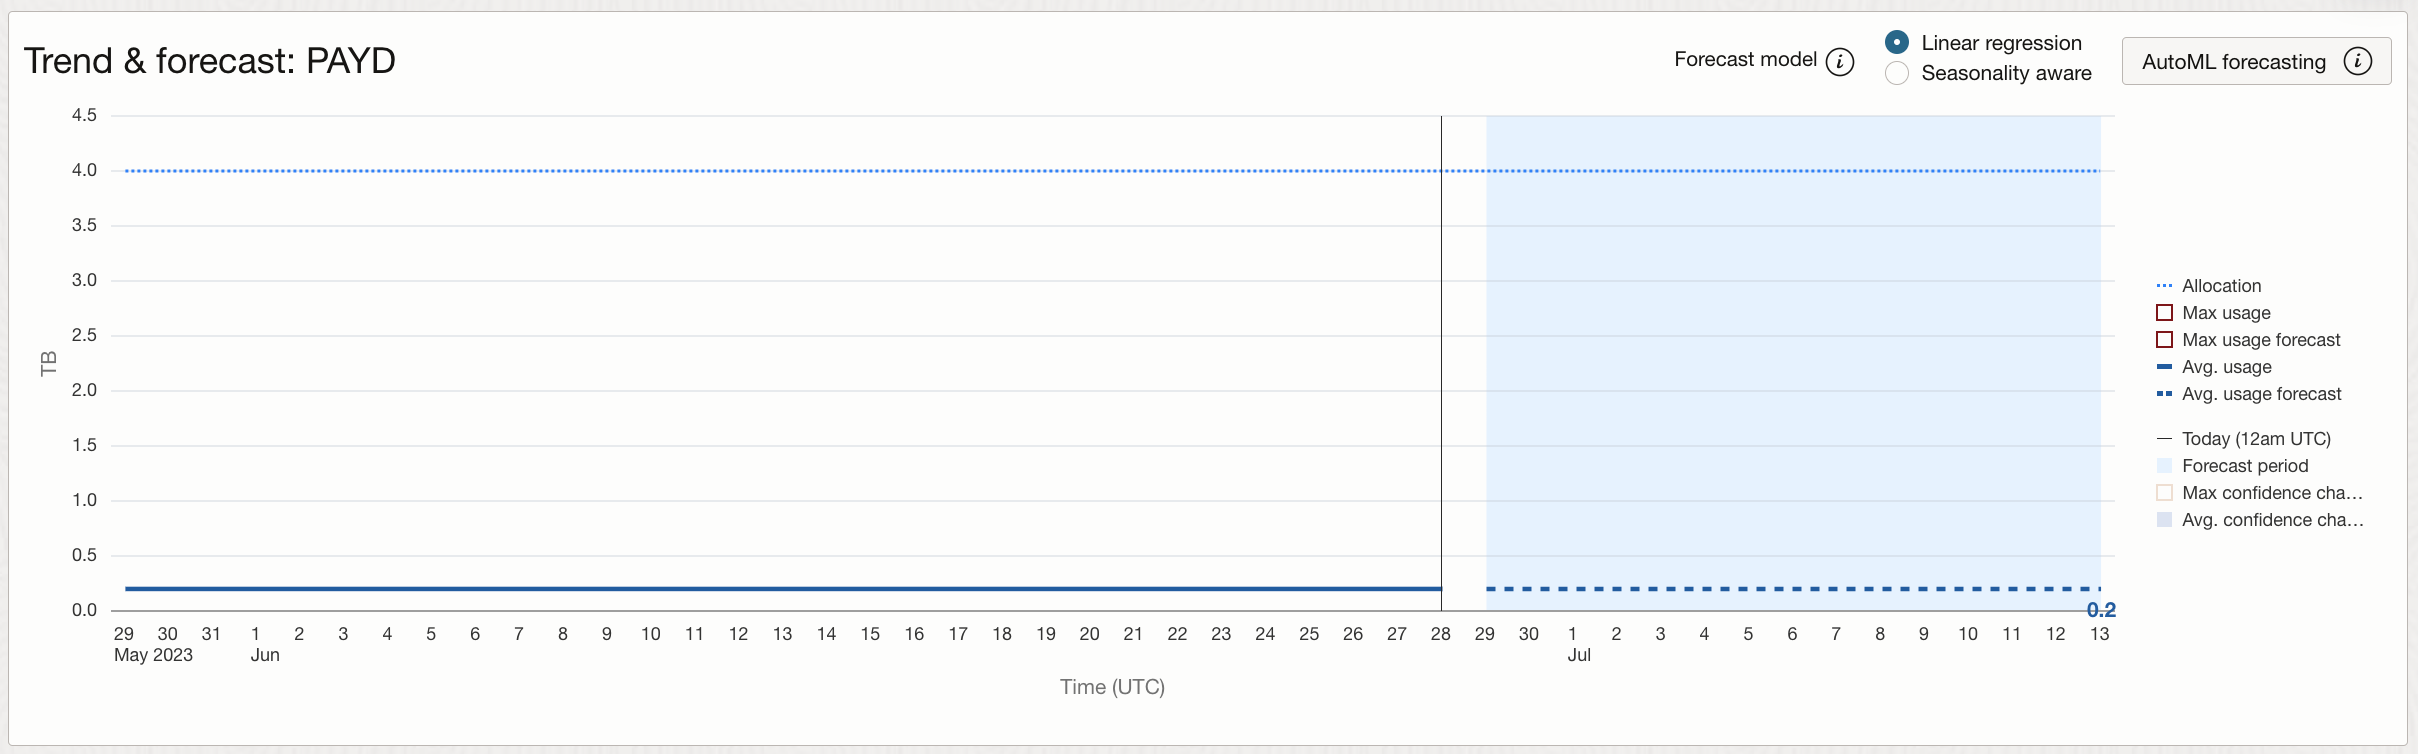 Trend & forecast: PAYD
Forecast model
Linear regression
Seasonality aware
AutoML forecasting
4.5
4.0
3.5
3.0
2.5
2.0
1.5
1.0
0.5
0.0
TB
0.2
29 30 31 1 2 3 4 5 6 7 8 9 10 11 12 13 14 15 16 17 18 19 20 21 22 23 24 25 26 27 28 29 30 1 2 3 4 5 6 7 8 9 10 11 12 13
May 2023 Jun Jul
Time (UTC)
Allocation
Max usage
Max usage forecast
Avg. usage
Avg. usage forecast
Today (12am UTC)
Forecast period
Max confidence cha...
Avg. confidence cha...